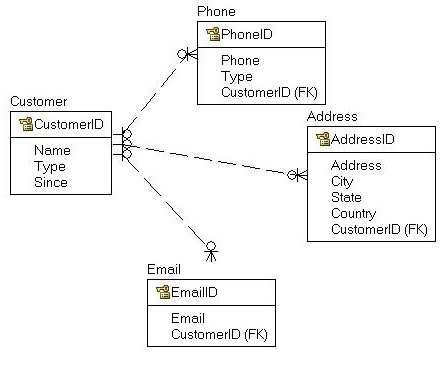 Phone
PhoneID
Phone
Type
CustomerID (FK)
Customer
CustomerID
Name
Type
Since
Address
AddressID
Address
City
State
Country
CustomerID (FK)
Email
EmailID
Email
CustomerID (FK)